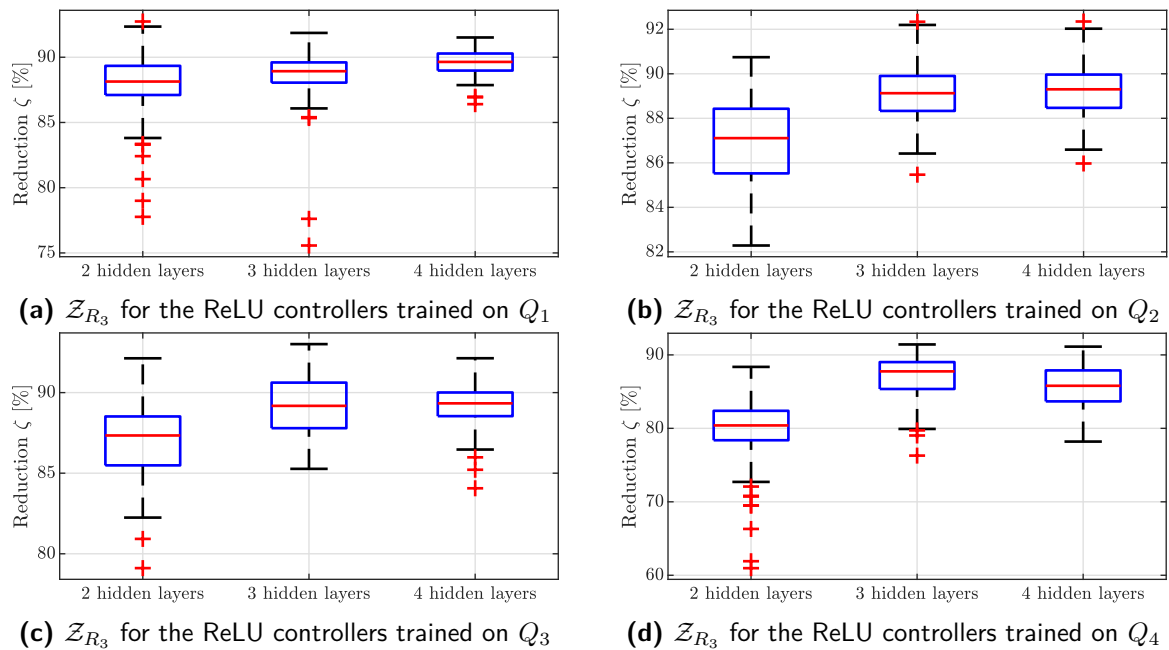 Reduction ζ [%]
90
85
80
75
2 hidden layers 3 hidden layers 4 hidden layers
(a) 𝒵_{R_3} for the ReLU controllers trained on Q_1
Reduction ζ [%]
92
90
88
86
84
82
2 hidden layers 3 hidden layers 4 hidden layers
(b) 𝒵_{R_3} for the ReLU controllers trained on Q_2
Reduction ζ [%]
90
85
80
2 hidden layers 3 hidden layers 4 hidden layers
(c) 𝒵_{R_3} for the ReLU controllers trained on Q_3
Reduction ζ [%]
90
80
70
60
2 hidden layers 3 hidden layers 4 hidden layers
(d) 𝒵_{R_3} for the ReLU controllers trained on Q_4